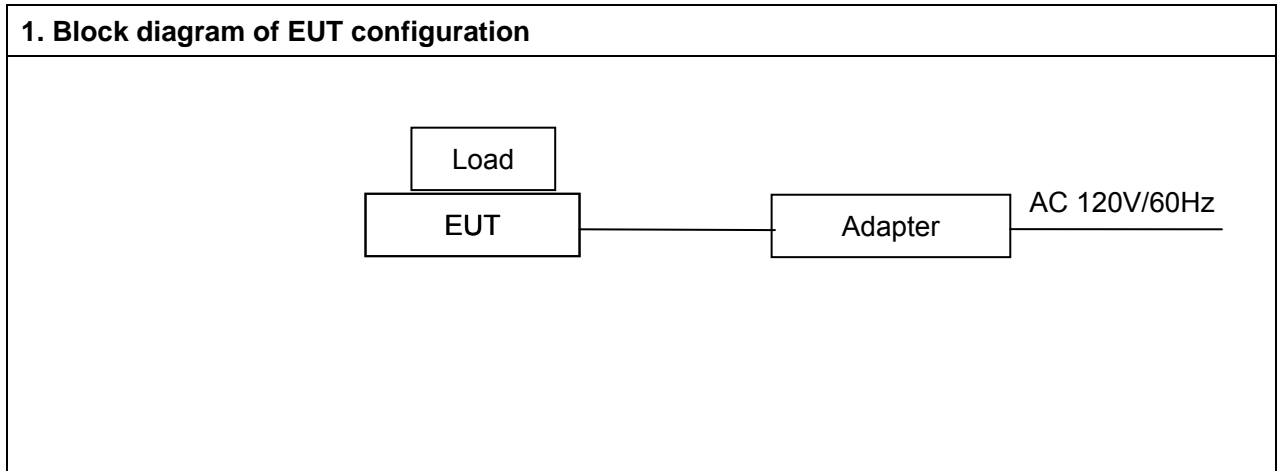 1. Block diagram of EUT configuration
Load
EUT
Adapter
AC 120V/60Hz